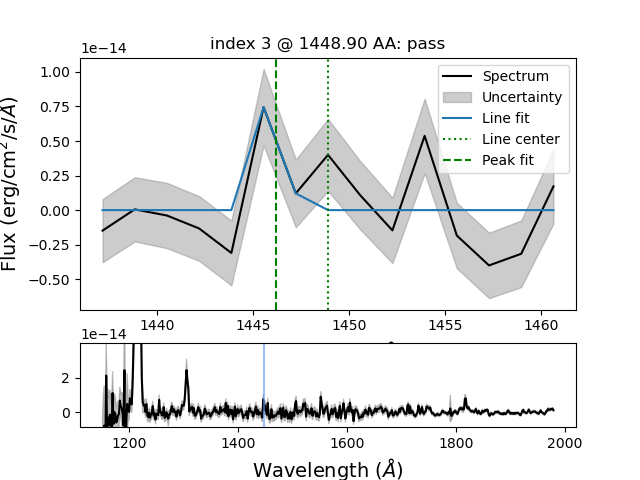 index 3 @ 1448.90 AA: pass
1e−14
1.00
0.75
0.50
0.25
0.00
−0.25
−0.50
Flux (erg/cm²/s/Å)
Spectrum
Uncertainty
Line fit
Line center
Peak fit
1440 1445 1450 1455 1460
1e−14
2
0
1200 1400 1600 1800 2000
Wavelength (Å)